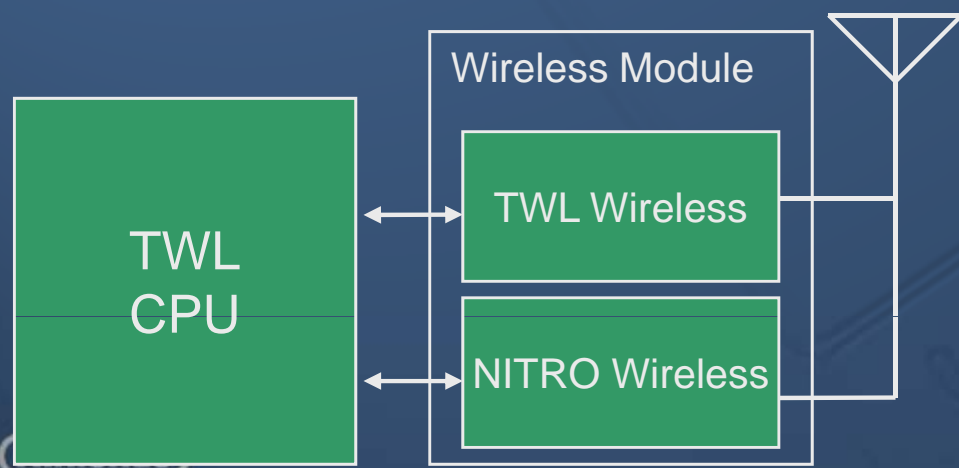 Wireless Module
TWL
CPU
TWL Wireless
NITRO Wireless